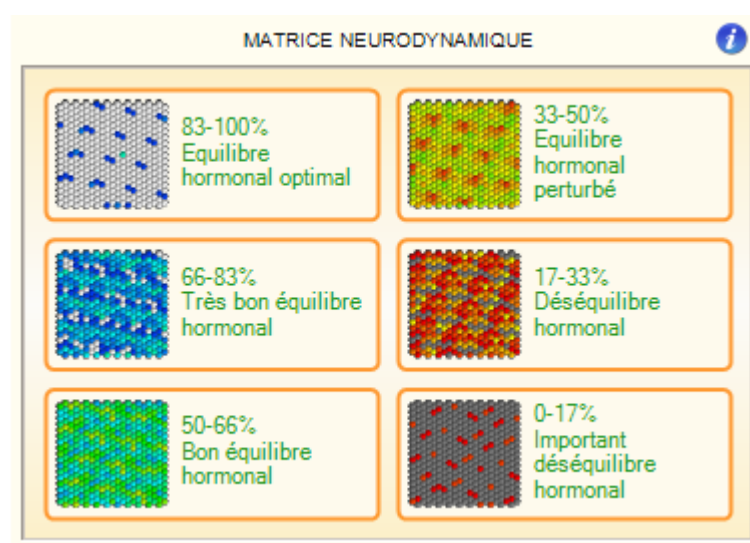 MATRICE NEURODYNAMIQUE
i
83-100%
Equilibre
hormonal optimal
33-50%
Equilibre
hormonal
perturbé
66-83%
Très bon équilibre
hormonal
17-33%
Déséquilibre
hormonal
50-66%
Bon équilibre
hormonal
0-17%
Important
déséquilibre
hormonal